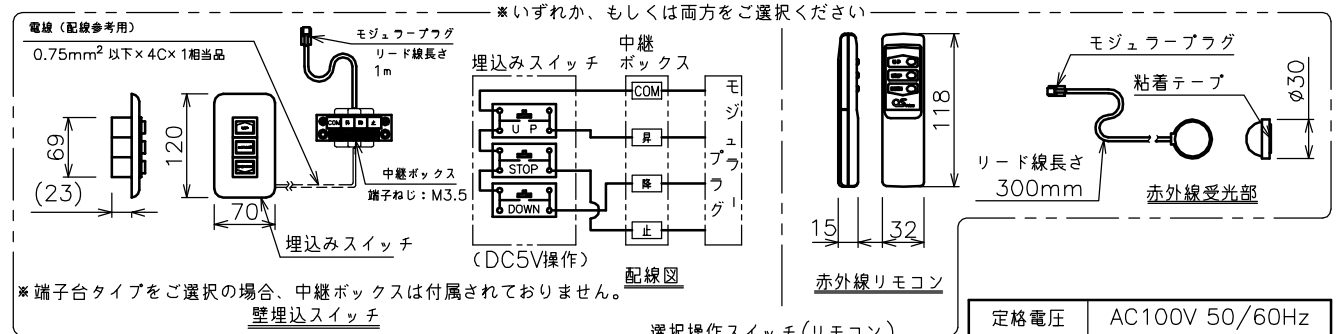 ※いずれか、もしくは両方をご選択ください
電線（配線参考用）
0.75mm² 以下×4C×1相当品
モジュラープラグ
リード線長さ
1m
69
(23)
120
70
COM 昇 降 止
中継ボックス
端子ねじ：M3.5
埋込みスイッチ
埋込みスイッチ
中継
ボックス
UP
STOP
DOWN
COM
昇
降
止
モジュラープラグ
(DC5V操作)
配線図
※端子台タイプをご選択の場合、中継ボックスは付属されておりません。
壁埋込スイッチ
118
15
32
赤外線リモコン
モジュラープラグ
粘着テープ
ø30
リード線長さ
300mm
赤外線受光部
選択操作スイッチ(リモコン)
定格電圧 AC100V 50/60Hz